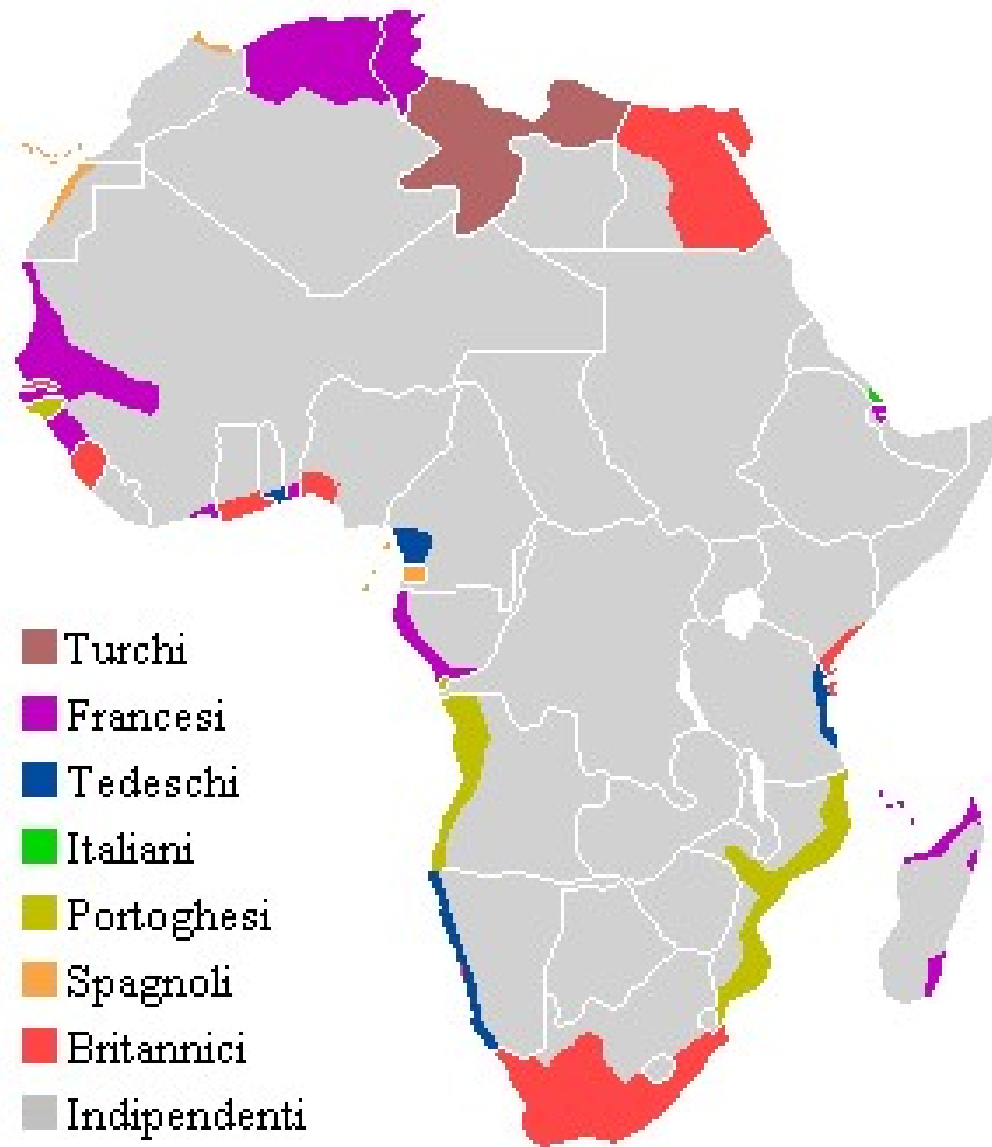 Turchi
Francesi
Tedeschi
Italiani
Portoghesi
Spagnoli
Britannici
Indipendenti